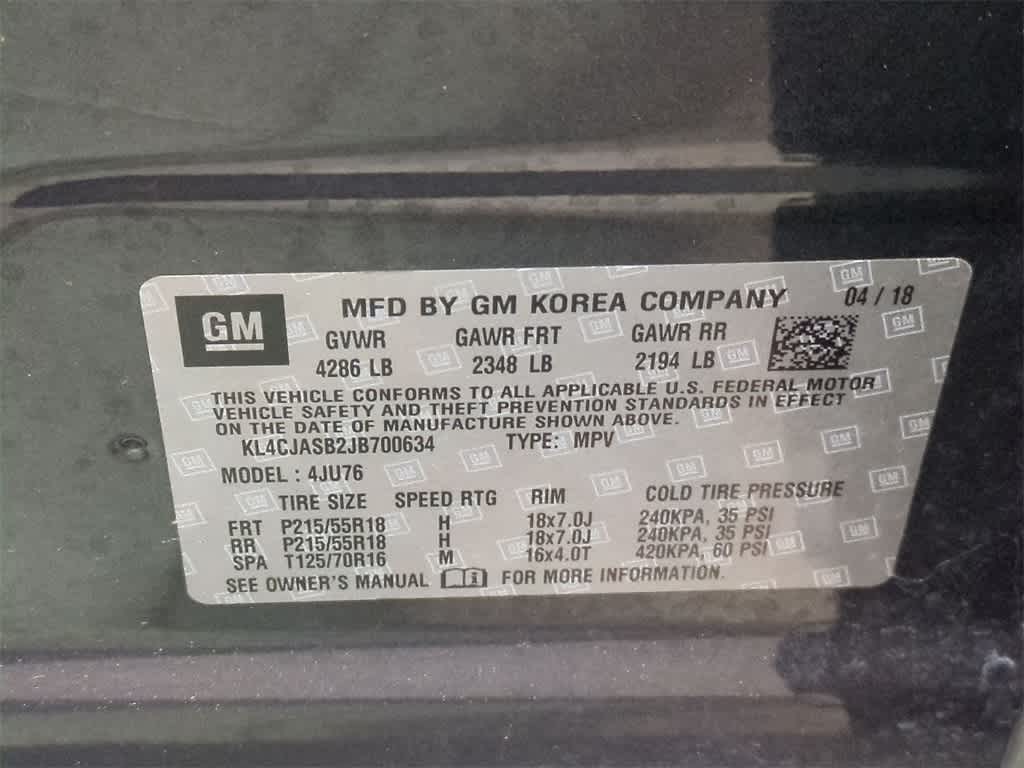 GM
MFD BY GM KOREA COMPANY 04 / 18
GVWR GAWR FRT GAWR RR
4286 LB 2348 LB 2194 LB
THIS VEHICLE CONFORMS TO ALL APPLICABLE U.S. FEDERAL MOTOR
VEHICLE SAFETY AND THEFT PREVENTION STANDARDS IN EFFECT
ON THE DATE OF MANUFACTURE SHOWN ABOVE.
KL4CJASB2JB700634 TYPE: MPV
MODEL : 4JU76
TIRE SIZE SPEED RTG RIM COLD TIRE PRESSURE
FRT P215/55R18 H 18x7.0J 240KPA, 35 PSI
RR P215/55R18 H 18x7.0J 240KPA, 35 PSI
SPA T125/70R16 M 16x4.0T 420KPA, 60 PSI
SEE OWNER'S MANUAL i FOR MORE INFORMATION.